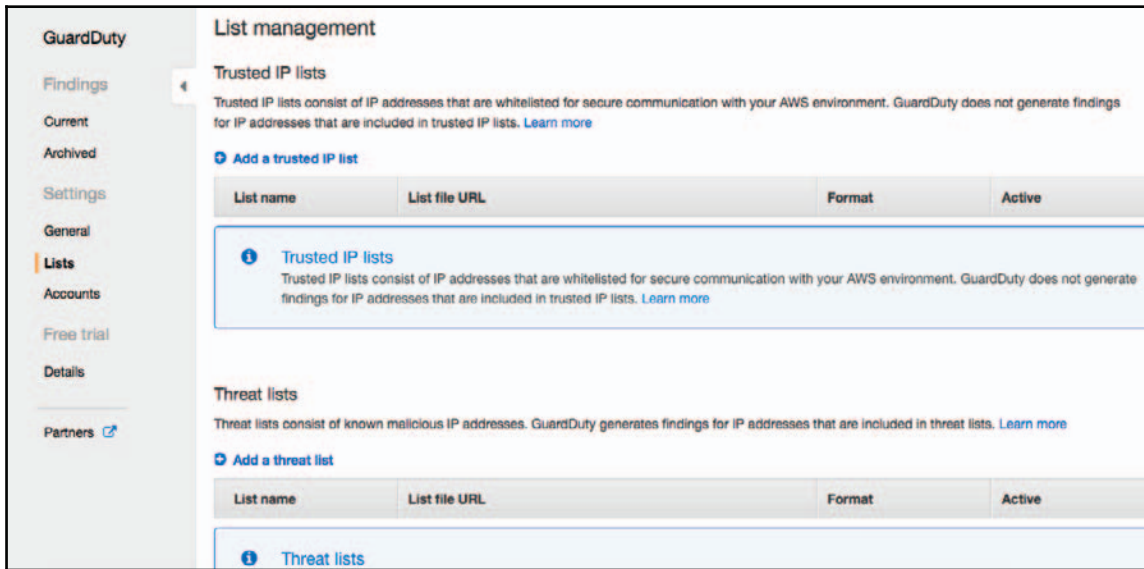 GuardDuty
Findings
Current
Archived
Settings
General
Lists
Accounts
Free trial
Details
Partners
List management
Trusted IP lists
Trusted IP lists consist of IP addresses that are whitelisted for secure communication with your AWS environment. GuardDuty does not generate findings
for IP addresses that are included in trusted IP lists. Learn more
Add a trusted IP list
List name List file URL Format Active
Trusted IP lists
Trusted IP lists consist of IP addresses that are whitelisted for secure communication with your AWS environment. GuardDuty does not generate
findings for IP addresses that are included in trusted IP lists. Learn more
Threat lists
Threat lists consist of known malicious IP addresses. GuardDuty generates findings for IP addresses that are included in threat lists. Learn more
Add a threat list
List name List file URL Format Active
Threat lists